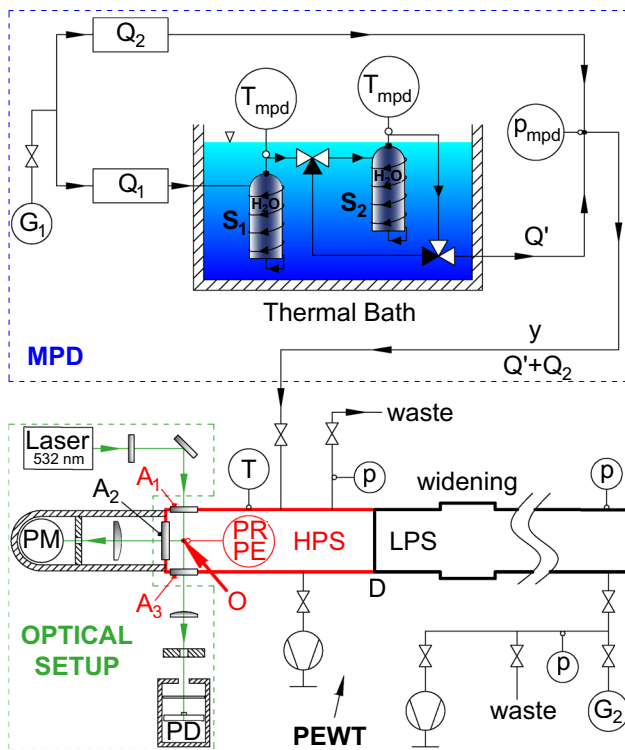 Q2
Tmpd
Tmpd
pmpd
Q1
G1
H2O
S1
H2O
S2
Q'
Thermal Bath
MPD
y
Q'+Q2
waste
Laser
532 nm
A1
A2
T
p
widening
p
PM
PR
PE
HPS
LPS
A3
O
D
OPTICAL
SETUP
PD
PEWT
p
waste
G2